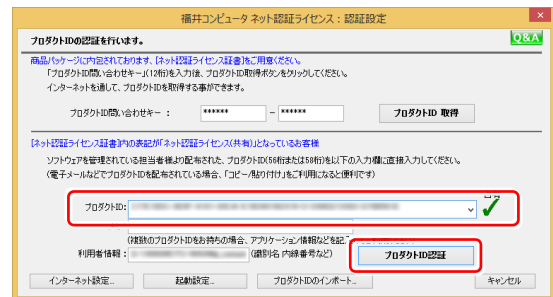 福井コンピュータ ネット認証ライセンス：認証設定
プロダクトIDの認証を行います。
Q&A
商品パッケージに内包されております、[ネット認証ライセンス証書]をご用意ください。
「プロダクトID問い合わせキー」(12桁)を入力後、プロダクトID取得ボタンをクリックしてください。
インターネットを通して、プロダクトIDを取得する事ができます。
プロダクトID問い合わせキー： ****** - ****** プロダクトID 取得
[ネット認証ライセンス証書]内の表記が「ネット認証ライセンス(共有)」となっているお客様
ソフトウェアを管理されている担当者様より配布された、プロダクトID(56桁または58桁)を以下の入力欄に直接入力してください。
(電子メールなどでプロダクトIDを配布されている場合、「コピー/貼り付け」をご利用になると便利です)
プロダクトID:
(複数のプロダクトIDをお持ちの場合、アプリケーション情報などを記
利用者情報： (識別名 内線番号など) プロダクトID認証
インターネット設定... 起動設定... プロダクトIDのインポート... キャンセル